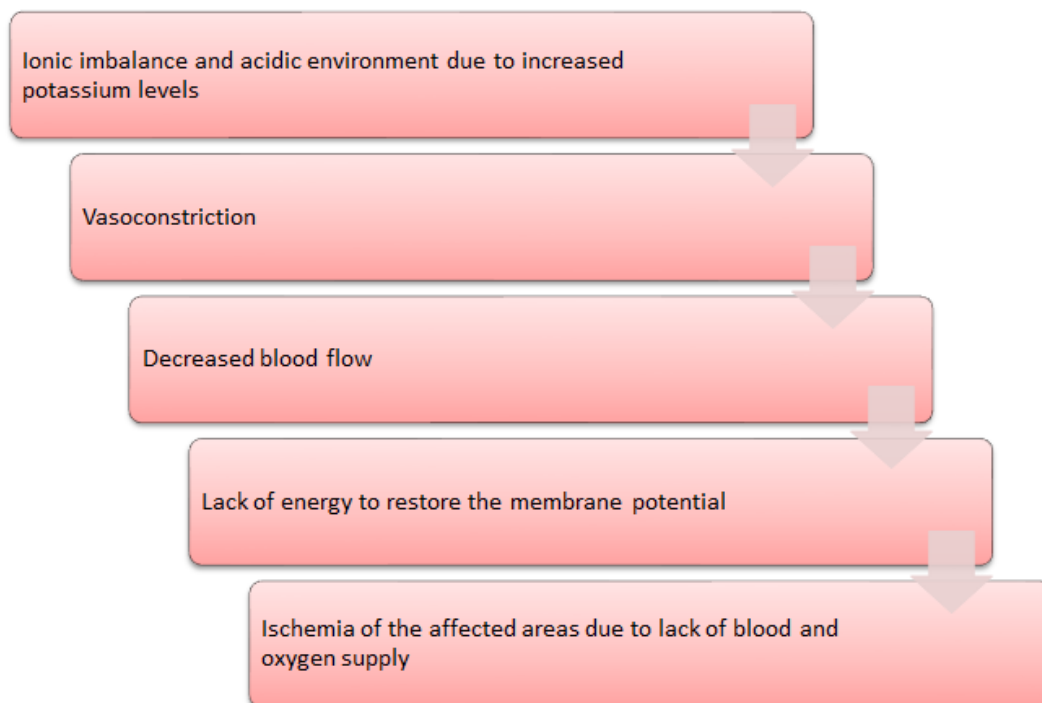 Ionic imbalance and acidic environment due to increased
potassium levels
Vasoconstriction
Decreased blood flow
Lack of energy to restore the membrane potential
Ischemia of the affected areas due to lack of blood and
oxygen supply